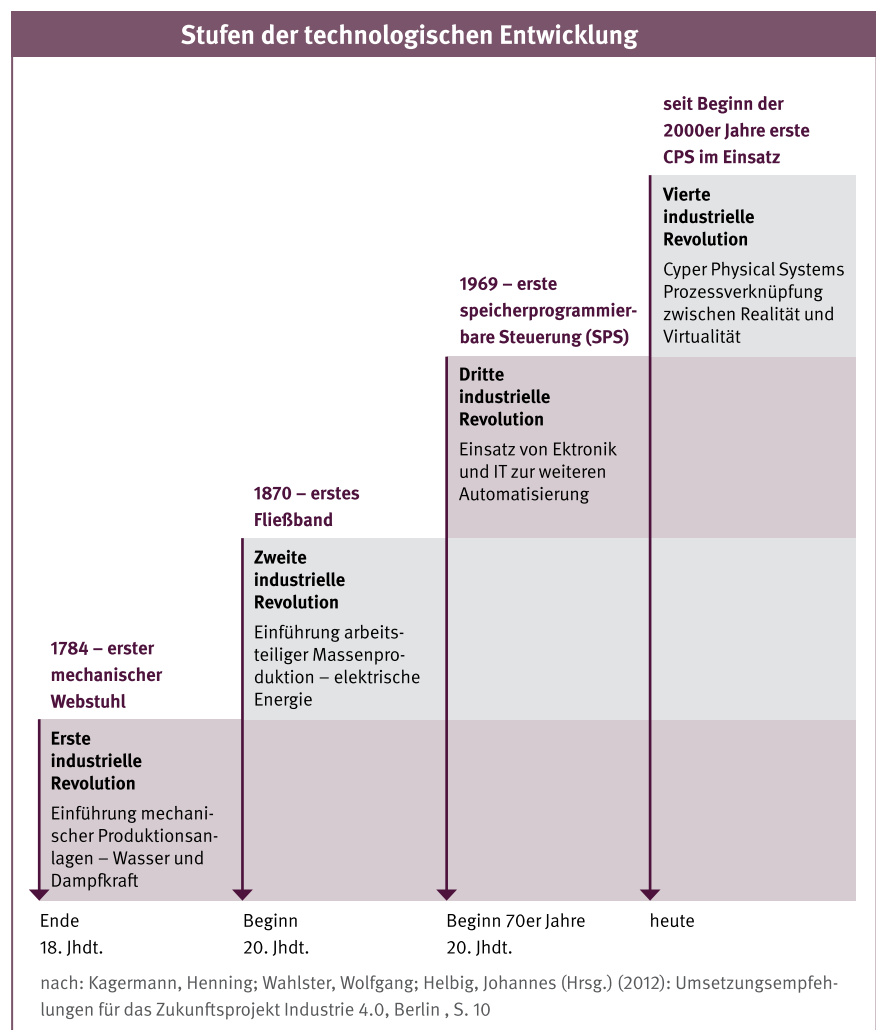 Stufen der technologischen Entwicklung
seit Beginn der
2000er Jahre erste
CPS im Einsatz
Vierte
industrielle
Revolution
Cyper Physical Systems
Prozessverknüpfung
zwischen Realität und
Virtualität
1969 – erste
speicherprogrammier-
bare Steuerung (SPS)
Dritte
industrielle
Revolution
Einsatz von Ektronik
und IT zur weiteren
Automatisierung
1870 – erstes
Fließband
Zweite
industrielle
Revolution
Einführung arbeits-
teiliger Massenpro-
duktion – elektrische
Energie
1784 – erster
mechanischer
Webstuhl
Erste
industrielle
Revolution
Einführung mechani-
scher Produktionsan-
lagen – Wasser und
Dampfkraft
Ende
18. Jhdt.
Beginn
20. Jhdt.
Beginn 70er Jahre
20. Jhdt.
heute
nach: Kagermann, Henning; Wahlster, Wolfgang; Helbig, Johannes (Hrsg.) (2012): Umsetzungsempfeh-
lungen für das Zukunftsprojekt Industrie 4.0, Berlin , S. 10